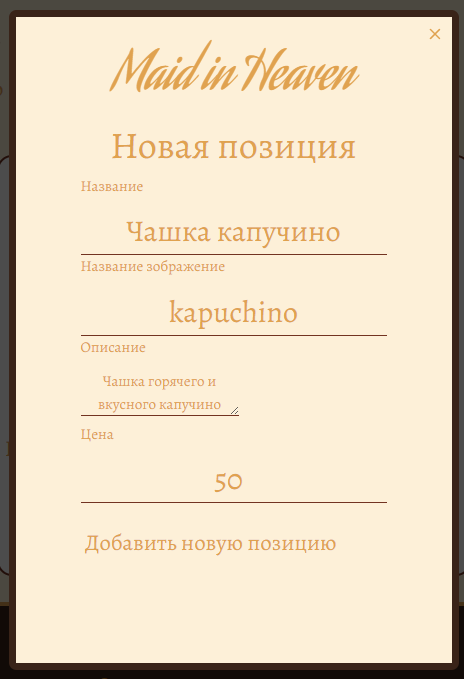 ×
Maid in Heaven
Новая позиция
Название
Чашка капучино
Название зображение
kapuchino
Описание
Чашка горячего и
вкусного капучино
Цена
50
Добавить новую позицию